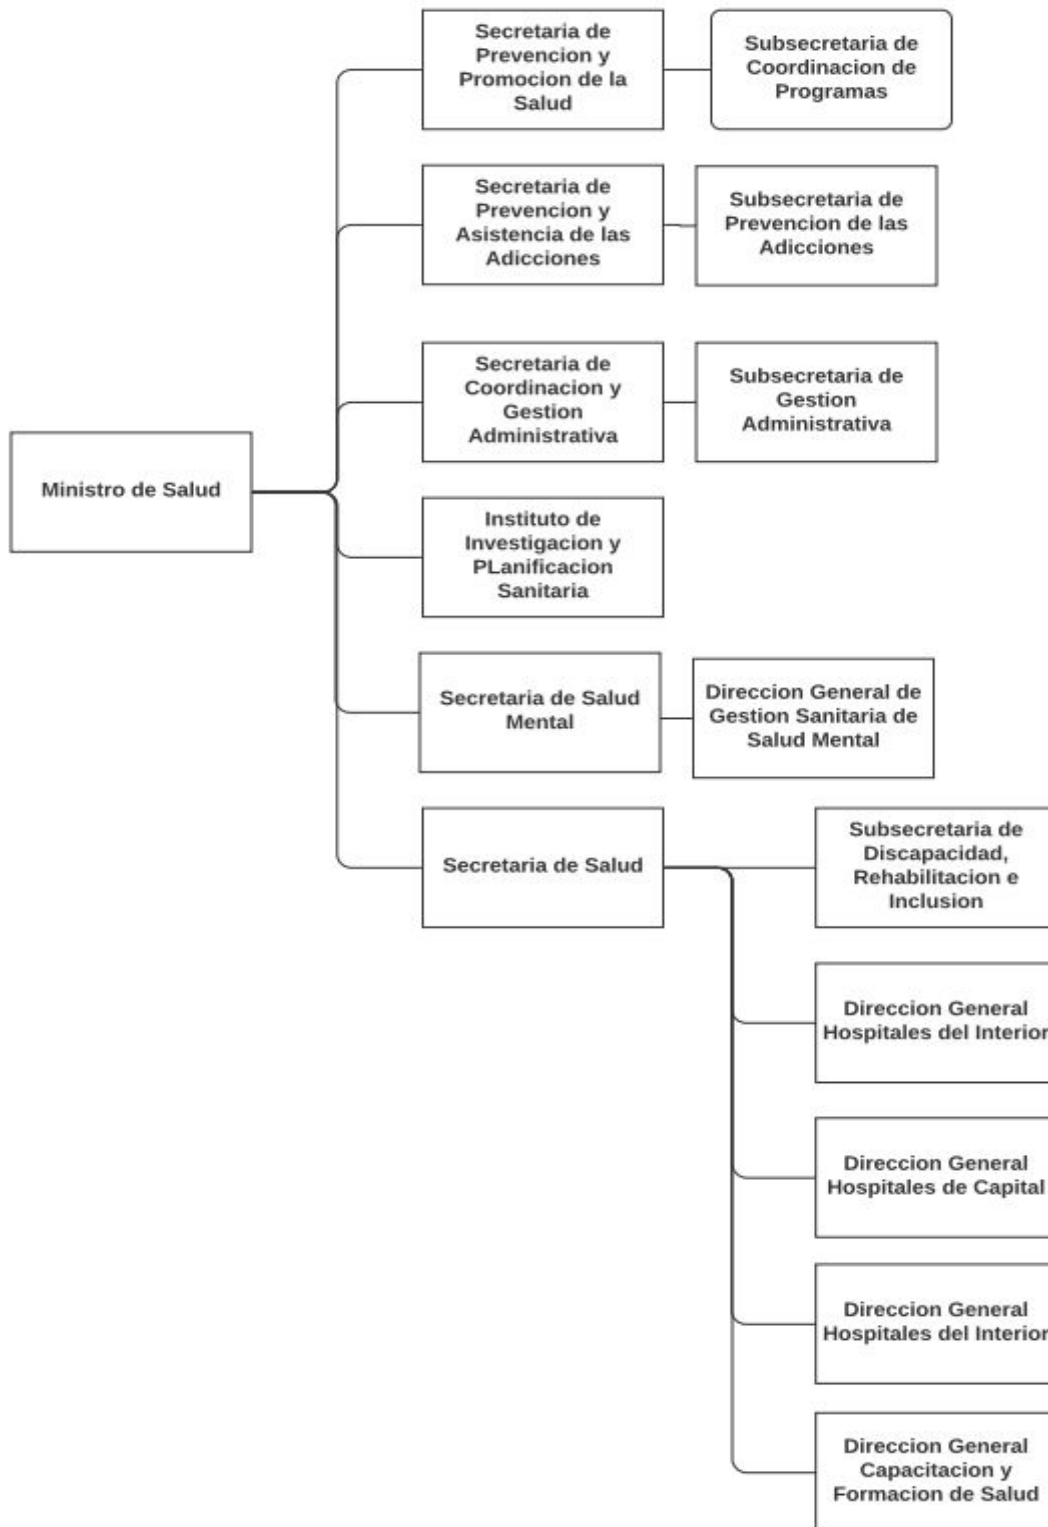 Secretaria de
Prevencion y
Promocion de la
Salud
Subsecretaria de
Coordinacion de
Programas
Secretaria de
Prevencion y
Asistencia de las
Adicciones
Subsecretaria de
Prevencion de las
Adicciones
Secretaria de
Coordinacion y
Gestion
Administrativa
Subsecretaria de
Gestion
Administrativa
Ministro de Salud
Instituto de
Investigacion y
PLanificacion
Sanitaria
Secretaria de Salud
Mental
Direccion General de
Gestion Sanitaria de
Salud Mental
Secretaria de Salud
Subsecretaria de
Discapacidad,
Rehabilitacion e
Inclusion
Direccion General
Hospitales del Interior
Direccion General
Hospitales de Capital
Direccion General
Hospitales del Interior
Direccion General
Capacitacion y
Formacion de Salud